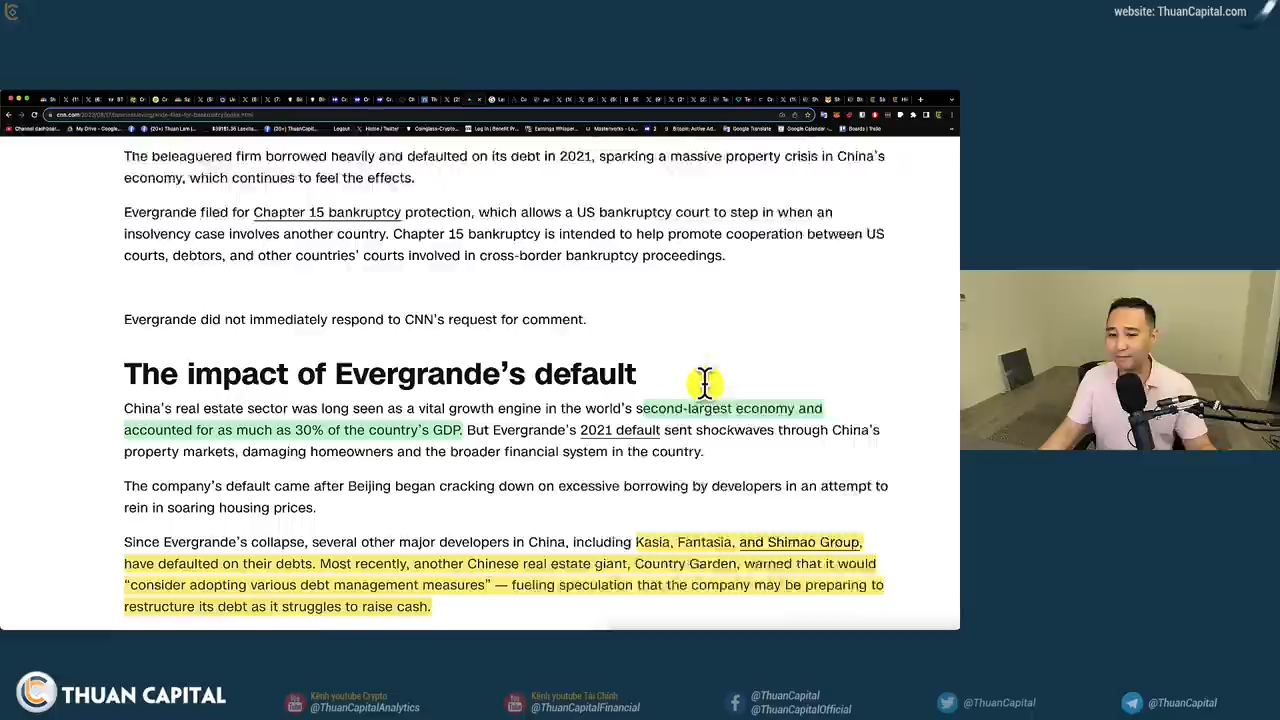 website: ThuanCapital.com
The beleaguered firm borrowed heavily and defaulted on its debt in 2021, sparking a massive property crisis in China's
economy, which continues to feel the effects.
Evergrande filed for Chapter 15 bankruptcy protection, which allows a US bankruptcy court to step in when an
insolvency case involves another country. Chapter 15 bankruptcy is intended to help promote cooperation between US
courts, debtors, and other countries' courts involved in cross-border bankruptcy proceedings.
Evergrande did not immediately respond to CNN's request for comment.
The impact of Evergrande's default
China's real estate sector was long seen as a vital growth engine in the world's second-largest economy and
accounted for as much as 30% of the country's GDP. But Evergrande's 2021 default sent shockwaves through China's
property markets, damaging homeowners and the broader financial system in the country.
The company's default came after Beijing began cracking down on excessive borrowing by developers in an attempt to
rein in soaring housing prices.
Since Evergrande's collapse, several other major developers in China, including Kasia, Fantasia, and Shimao Group,
have defaulted on their debts. Most recently, another Chinese real estate giant, Country Garden, warned that it would
"consider adopting various debt management measures" — fueling speculation that the company may be preparing to
restructure its debt as it struggles to raise cash.
THUAN CAPITAL
Kênh youtube Crypto
@ThuanCapitalAnalytics
Kênh youtube Tài Chính
@ThuanCapitalFinancial
@ThuanCapital
@ThuanCapitalOfficial
@ThuanCapital
@ThuanCapital